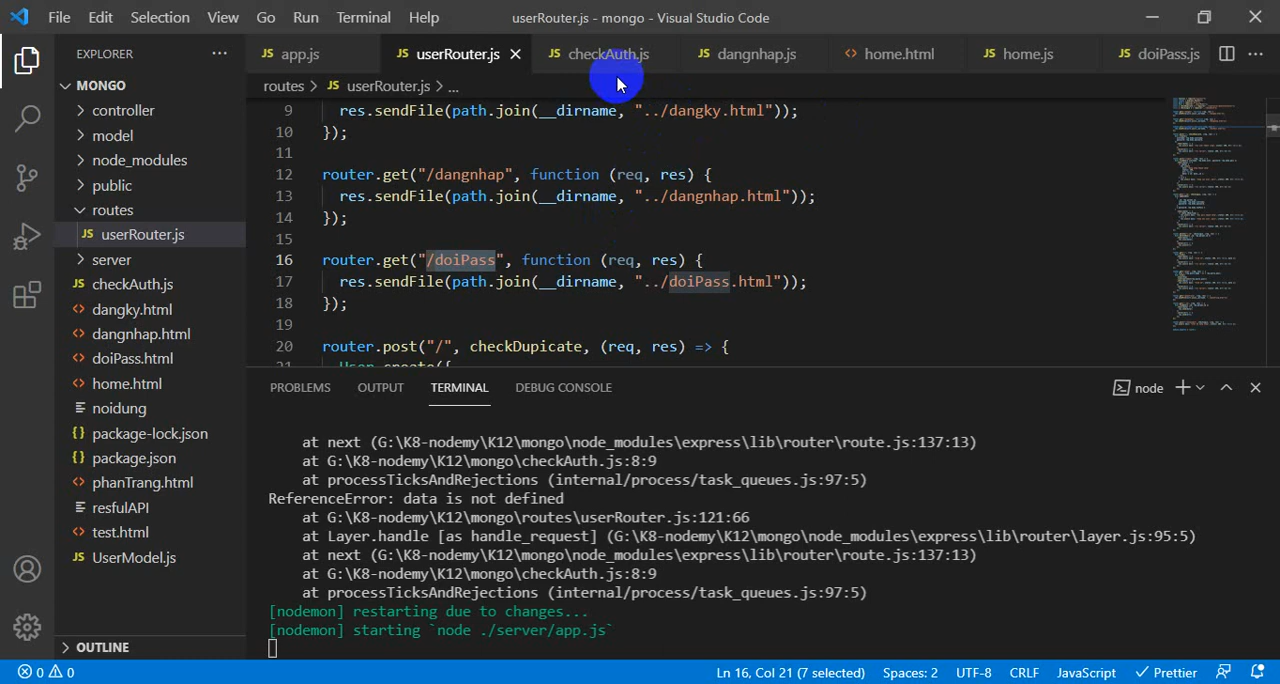 File Edit Selection View Go Run Terminal Help userRouter.js - mongo - Visual Studio Code
EXPLORER ...
JS app.js JS userRouter.js JS checkAuth.js JS dangnhap.js <> home.html JS home.js JS doiPass.js ...
MONGO
controller
model
node_modules
public
routes
JS userRouter.js
server
JS checkAuth.js
<> dangky.html
<> dangnhap.html
<> doiPass.html
<> home.html
noidung
{} package-lock.json
{} package.json
<> phanTrang.html
resfulAPI
<> test.html
JS UserModel.js
OUTLINE
routes > JS userRouter.js > ...
9 res.sendFile(path.join(__dirname, "../dangky.html"));
10 });
11
12 router.get("/dangnhap", function (req, res) {
13 res.sendFile(path.join(__dirname, "../dangnhap.html"));
14 });
15
16 router.get("/doiPass", function (req, res) {
17 res.sendFile(path.join(__dirname, "../doiPass.html"));
18 });
19
20 router.post("/", checkDupicate, (req, res) => {
21 User.create({
PROBLEMS OUTPUT TERMINAL DEBUG CONSOLE node
at next (G:\K8-nodemy\K12\mongo\node_modules\express\lib\router\route.js:137:13)
at G:\K8-nodemy\K12\mongo\checkAuth.js:8:9
at processTicksAndRejections (internal/process/task_queues.js:97:5)
ReferenceError: data is not defined
at G:\K8-nodemy\K12\mongo\routes\userRouter.js:121:66
at Layer.handle [as handle_request] (G:\K8-nodemy\K12\mongo\node_modules\express\lib\router\layer.js:95:5)
at next (G:\K8-nodemy\K12\mongo\node_modules\express\lib\router\route.js:137:13)
at G:\K8-nodemy\K12\mongo\checkAuth.js:8:9
at processTicksAndRejections (internal/process/task_queues.js:97:5)
[nodemon] restarting due to changes...
[nodemon] starting `node ./server/app.js`
0 0 Ln 16, Col 21 (7 selected) Spaces: 2 UTF-8 CRLF JavaScript Prettier